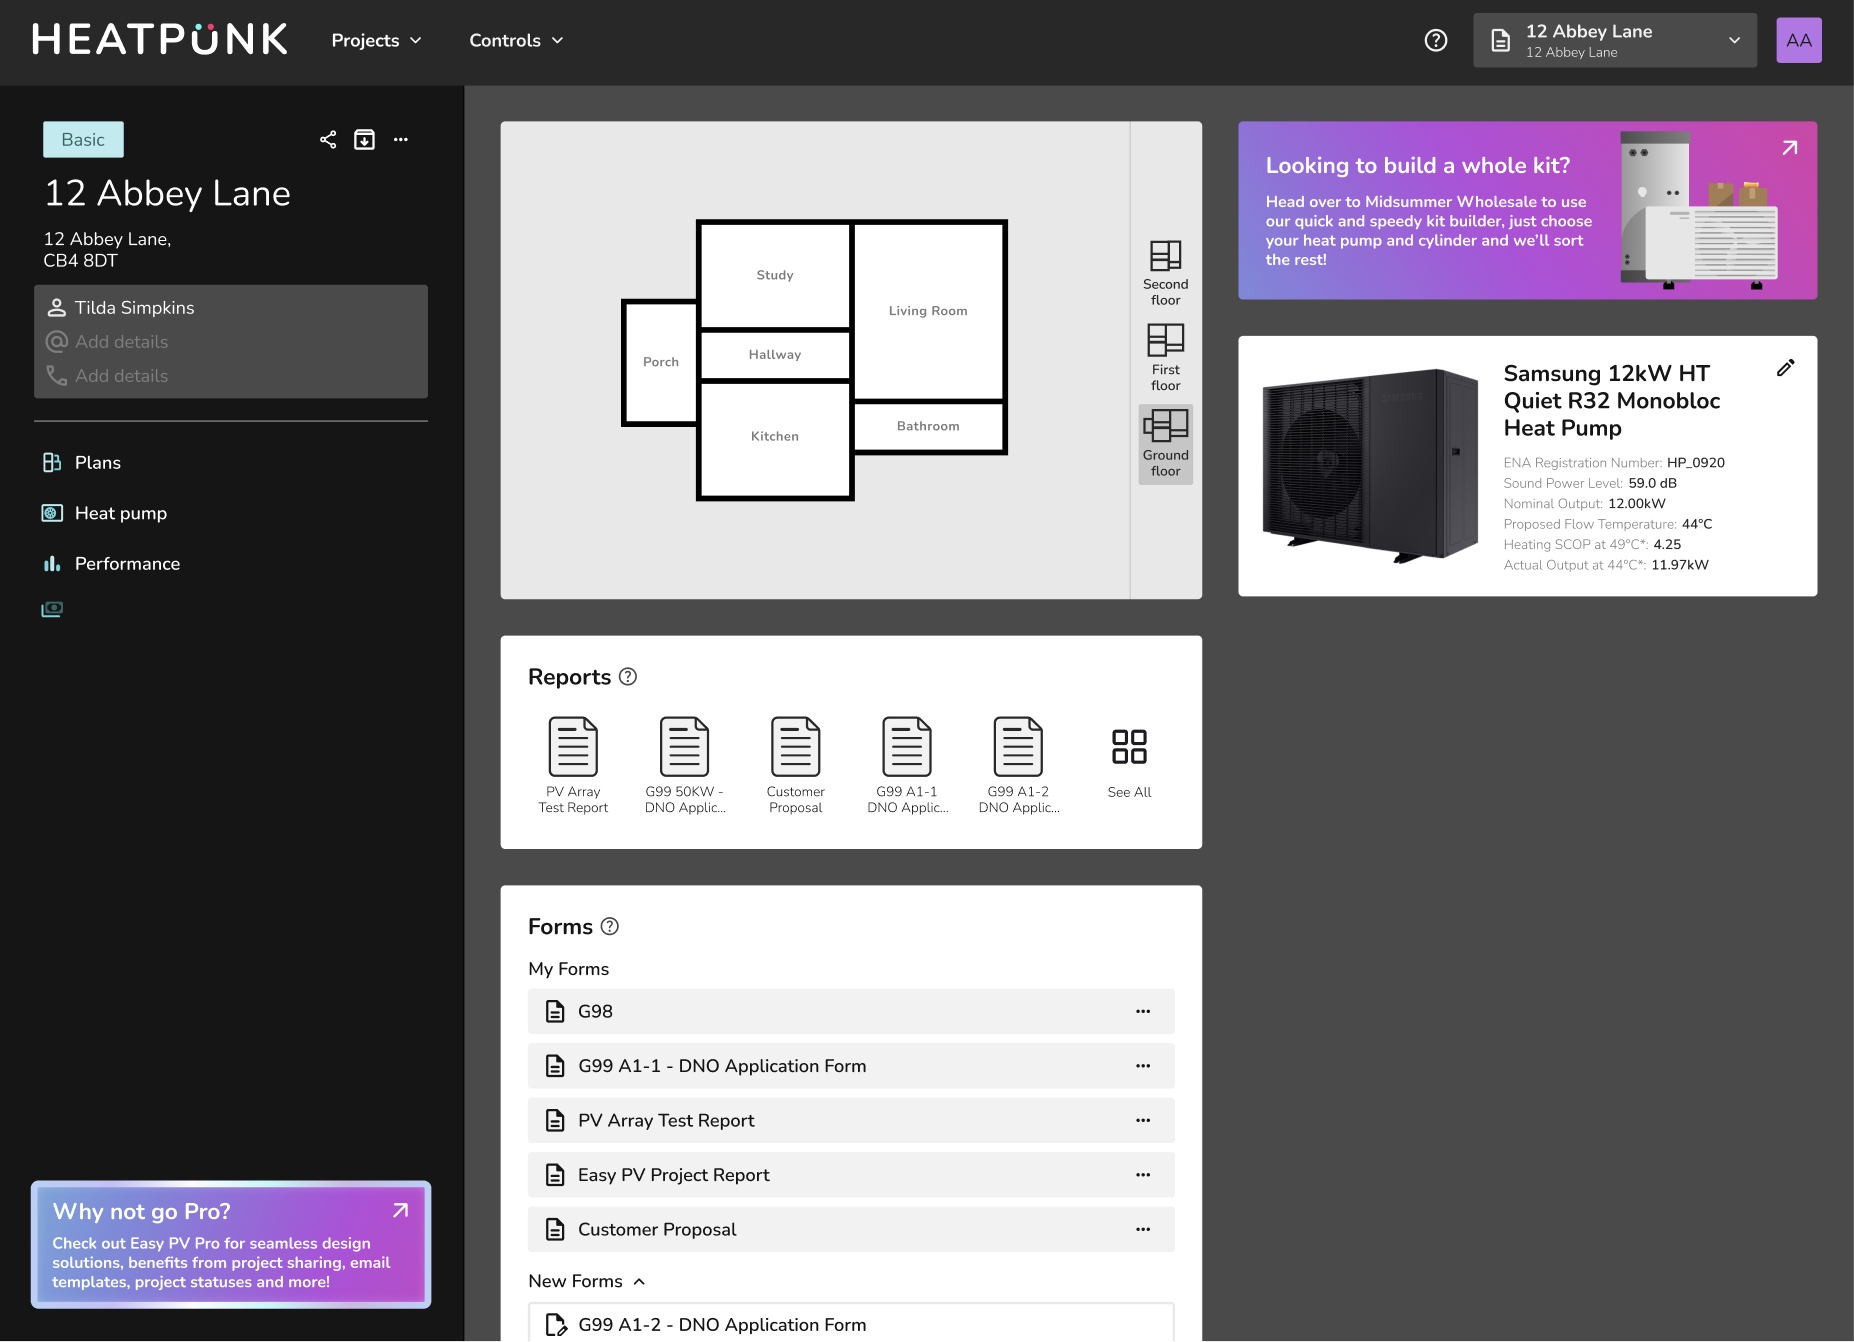 HEATPÜNK
Projects
Controls
12 Abbey Lane
12 Abbey Lane
AA
Basic
12 Abbey Lane
12 Abbey Lane,
CB4 8DT
Tilda Simpkins
Add details
Add details
Plans
Heat pump
Performance
Why not go Pro?
Check out Easy PV Pro for seamless design
solutions, benefits from project sharing, email
templates, project statuses and more!
Study
Living Room
Hallway
Porch
Kitchen
Bathroom
Second
floor
First
floor
Ground
floor
Looking to build a whole kit?
Head over to Midsummer Wholesale to use
our quick and speedy kit builder, just choose
your heat pump and cylinder and we'll sort
the rest!
SAMSUNG
Samsung 12kW HT
Quiet R32 Monobloc
Heat Pump
ENA Registration Number: HP_0920
Sound Power Level: 59.0 dB
Nominal Output: 12.00kW
Proposed Flow Temperature: 44°C
Heating SCOP at 49°C*: 4.25
Actual Output at 44°C*: 11.97kW
Reports
PV Array
Test Report
G99 50KW -
DNO Applic...
Customer
Proposal
G99 A1-1
DNO Applic...
G99 A1-2
DNO Applic...
See All
Forms
My Forms
G98
G99 A1-1 - DNO Application Form
PV Array Test Report
Easy PV Project Report
Customer Proposal
New Forms
G99 A1-2 - DNO Application Form